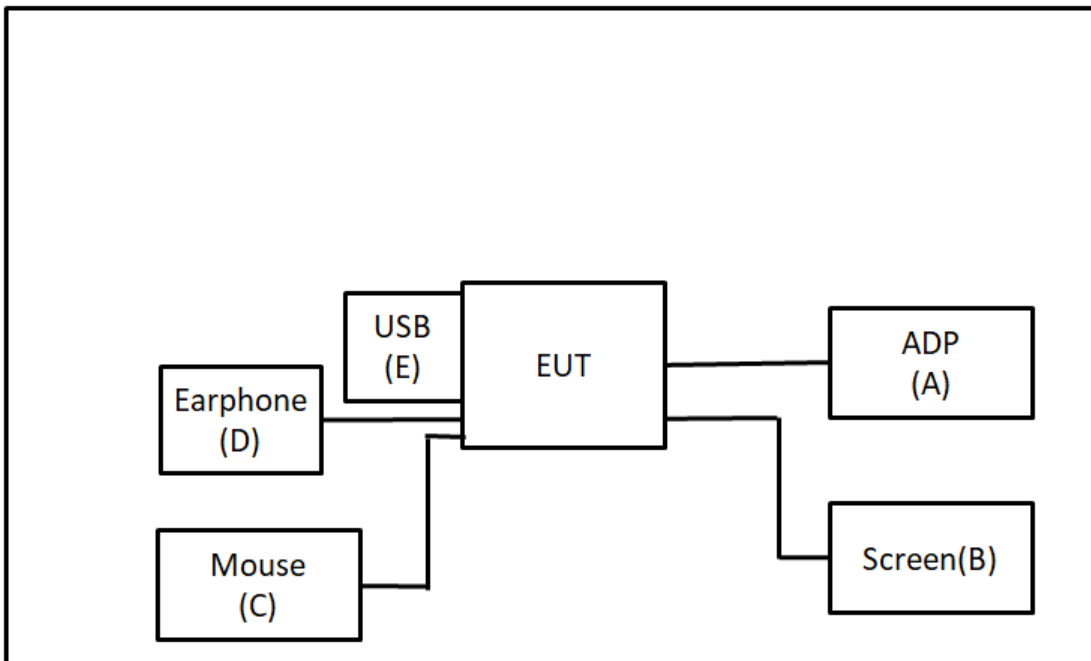 USB
(E)
EUT
ADP
(A)
Earphone
(D)
Mouse
(C)
Screen(B)